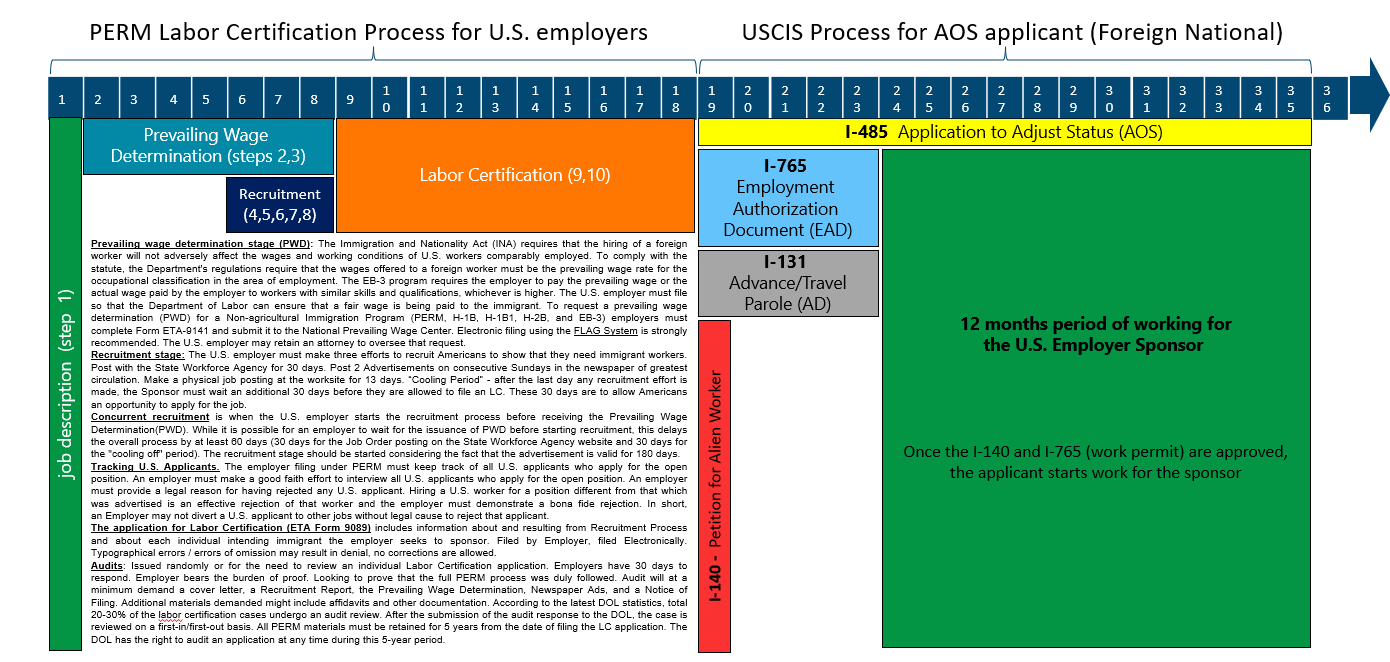 PERM Labor Certification Process for U.S. employers
USCIS Process for AOS applicant (Foreign National)
1 2 3 4 5 6 7 8 9 10 11 12 13 14 15 16 17 18 19 20 21 22 23 24 25 26 27 28 29 30 31 32 33 34 35 36
job description (step 1)
Prevailing Wage
Determination (steps 2,3)
Recruitment
(4,5,6,7,8)
Labor Certification (9,10)
Prevailing wage determination stage (PWD): The Immigration and Nationality Act (INA) requires that the hiring of a foreign
worker will not adversely affect the wages and working conditions of U.S. workers comparably employed. To comply with the
statute, the Department's regulations require that the wages offered to a foreign worker must be the prevailing wage rate for the
occupational classification in the area of employment. The EB-3 program requires the employer to pay the prevailing wage or the
actual wage paid by the employer to workers with similar skills and qualifications, whichever is higher. The U.S. employer must file
so that the Department of Labor can ensure that a fair wage is being paid to the immigrant. To request a prevailing wage
determination (PWD) for a Non-agricultural Immigration Program (PERM, H-1B, H-1B1, H-2B, and EB-3) employers must
complete Form ETA-9141 and submit it to the National Prevailing Wage Center. Electronic filing using the FLAG System is strongly
recommended. The U.S. employer may retain an attorney to oversee that request.
Recruitment stage: The U.S. employer must make three efforts to recruit Americans to show that they need immigrant workers.
Post with the State Workforce Agency for 30 days. Post 2 Advertisements on consecutive Sundays in the newspaper of greatest
circulation. Make a physical job posting at the worksite for 13 days. "Cooling Period" - after the last day any recruitment effort is
made, the Sponsor must wait an additional 30 days before they are allowed to file an LC. These 30 days are to allow Americans
an opportunity to apply for the job.
Concurrent recruitment is when the U.S. employer starts the recruitment process before receiving the Prevailing Wage
Determination(PWD). While it is possible for an employer to wait for the issuance of PWD before starting recruitment, this delays
the overall process by at least 60 days (30 days for the Job Order posting on the State Workforce Agency website and 30 days for
the "cooling off" period). The recruitment stage should be started considering the fact that the advertisement is valid for 180 days.
Tracking U.S. Applicants. The employer filing under PERM must keep track of all U.S. applicants who apply for the open
position. An employer must make a good faith effort to interview all U.S. applicants who apply for the open position. An employer
must provide a legal reason for having rejected any U.S. applicant. Hiring a U.S. worker for a position different from that which
was advertised is an effective rejection of that worker and the employer must demonstrate a bona fide rejection. In short,
an Employer may not divert a U.S. applicant to other jobs without legal cause to reject that applicant.
The application for Labor Certification (ETA Form 9089) includes information about and resulting from Recruitment Process
and about each individual intending immigrant the employer seeks to sponsor. Filed by Employer, filed Electronically.
Typographical errors / errors of omission may result in denial, no corrections are allowed.
Audits: Issued randomly or for the need to review an individual Labor Certification application. Employers have 30 days to
respond. Employer bears the burden of proof. Looking to prove that the full PERM process was duly followed. Audit will at a
minimum demand a cover letter, a Recruitment Report, the Prevailing Wage Determination, Newspaper Ads, and a Notice of
Filing. Additional materials demanded might include affidavits and other documentation. According to the latest DOL statistics, total
20-30% of the labor certification cases undergo an audit review. After the submission of the audit response to the DOL, the case is
reviewed on a first-in/first-out basis. All PERM materials must be retained for 5 years from the date of filing the LC application. The
DOL has the right to audit an application at any time during this 5-year period.
I-485 Application to Adjust Status (AOS)
I-765
Employment
Authorization
Document (EAD)
I-131
Advance/Travel
Parole (AD)
I-140 - Petition for Alien Worker
12 months period of working for
the U.S. Employer Sponsor
Once the I-140 and I-765 (work permit) are approved,
the applicant starts work for the sponsor